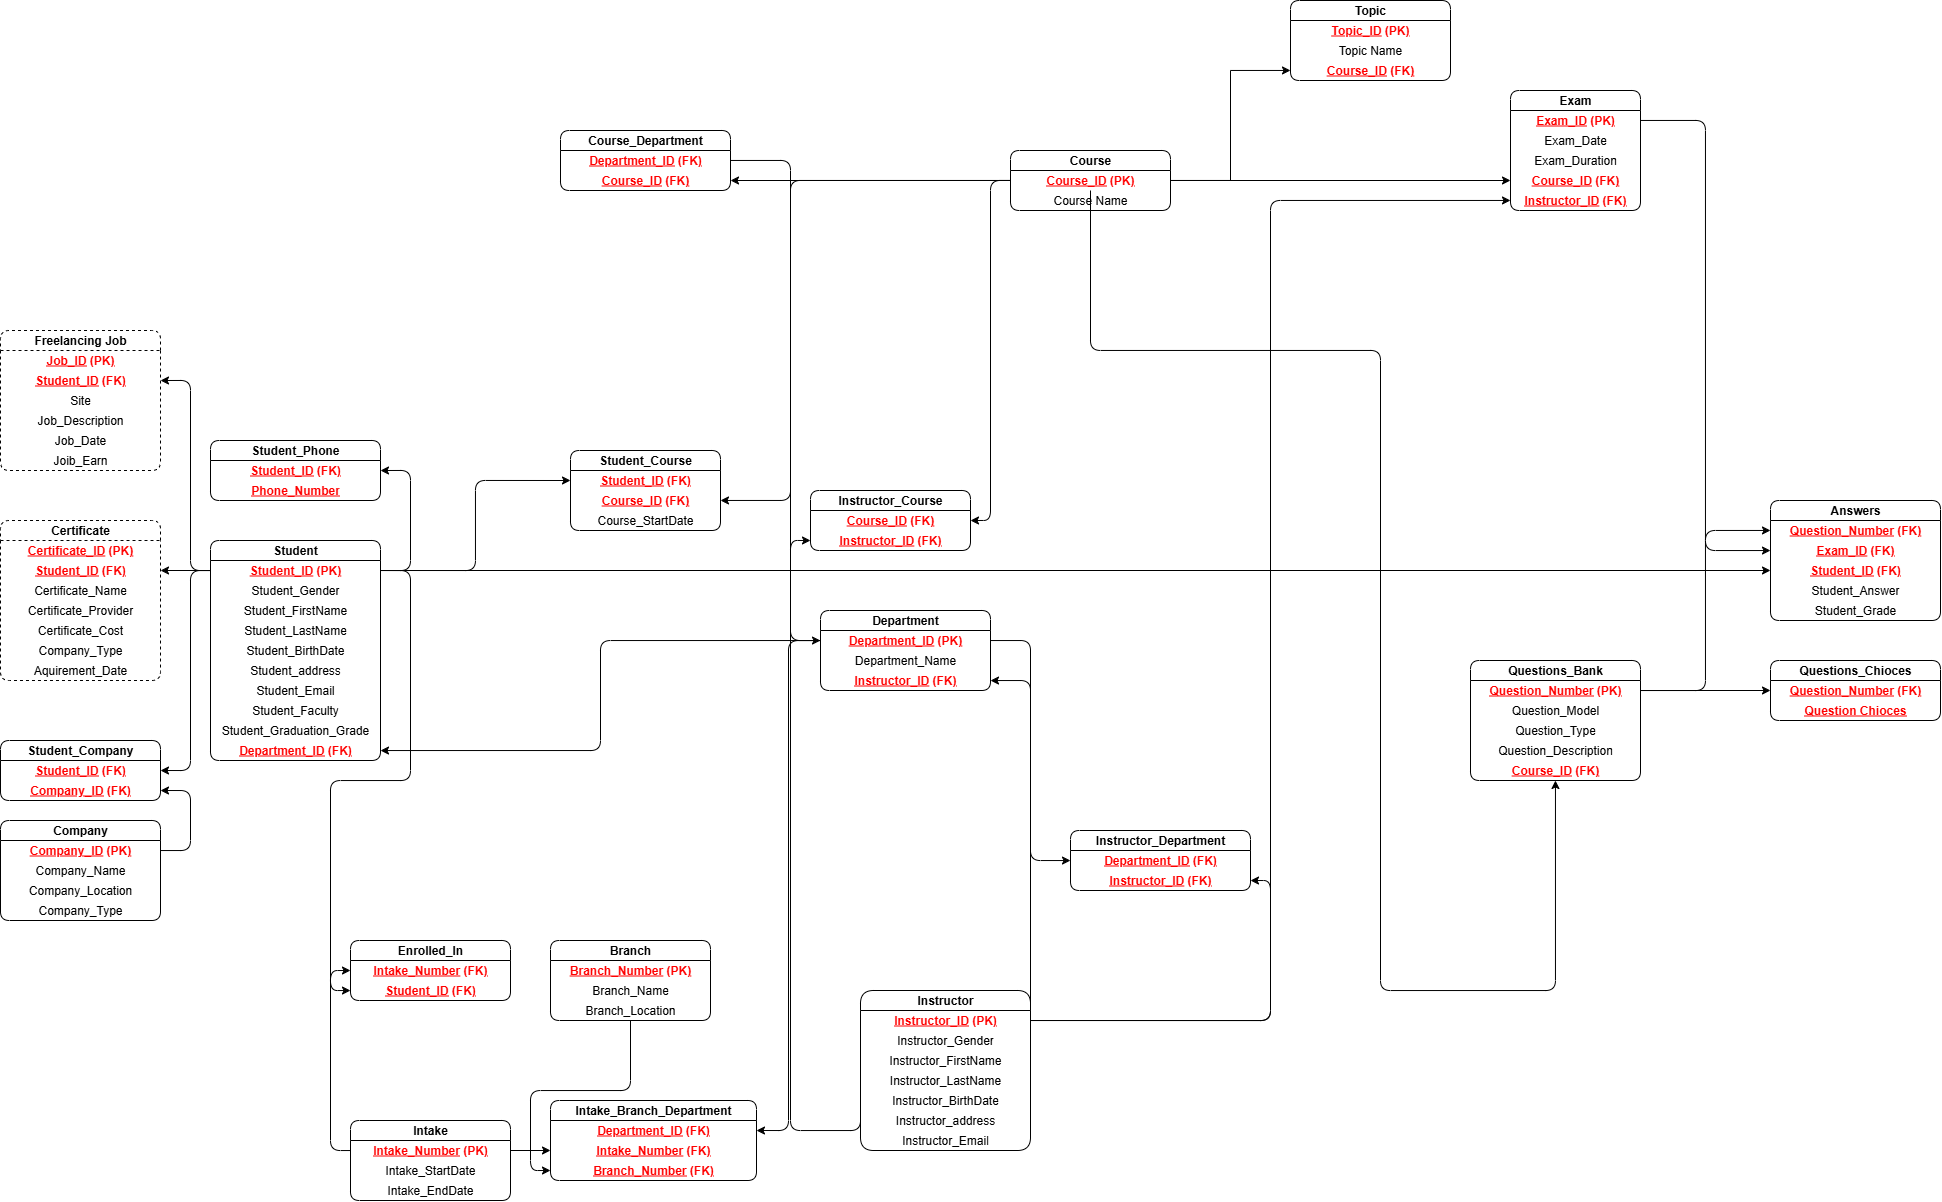 Topic
Topic_ID (PK)
Topic Name
Course_ID (FK)
Exam
Exam_ID (PK)
Exam_Date
Exam_Duration
Course_ID (FK)
Instructor_ID (FK)
Course_Department
Department_ID (FK)
Course_ID (FK)
Course
Course_ID (PK)
Course Name
Freelancing Job
Job_ID (PK)
Student_ID (FK)
Site
Job_Description
Job_Date
Joib_Earn
Student_Phone
Student_ID (FK)
Phone_Number
Student_Course
Student_ID (FK)
Course_ID (FK)
Course_StartDate
Instructor_Course
Course_ID (FK)
Instructor_ID (FK)
Answers
Question_Number (FK)
Exam_ID (FK)
Student_ID (FK)
Student_Answer
Student_Grade
Certificate
Certificate_ID (PK)
Student_ID (FK)
Certificate_Name
Certificate_Provider
Certificate_Cost
Company_Type
Aquirement_Date
Student
Student_ID (PK)
Student_Gender
Student_FirstName
Student_LastName
Student_BirthDate
Student_address
Student_Email
Student_Faculty
Student_Graduation_Grade
Department_ID (FK)
Department
Department_ID (PK)
Department_Name
Instructor_ID (FK)
Questions_Bank
Question_Number (PK)
Question_Model
Question_Type
Question_Description
Course_ID (FK)
Questions_Chioces
Question_Number (FK)
Question Chioces
Student_Company
Student_ID (FK)
Company_ID (FK)
Company
Company_ID (PK)
Company_Name
Company_Location
Company_Type
Instructor_Department
Department_ID (FK)
Instructor_ID (FK)
Enrolled_In
Intake_Number (FK)
Student_ID (FK)
Branch
Branch_Number (PK)
Branch_Name
Branch_Location
Instructor
Instructor_ID (PK)
Instructor_Gender
Instructor_FirstName
Instructor_LastName
Instructor_BirthDate
Instructor_address
Instructor_Email
Intake
Intake_Number (PK)
Intake_StartDate
Intake_EndDate
Intake_Branch_Department
Department_ID (FK)
Intake_Number (FK)
Branch_Number (FK)